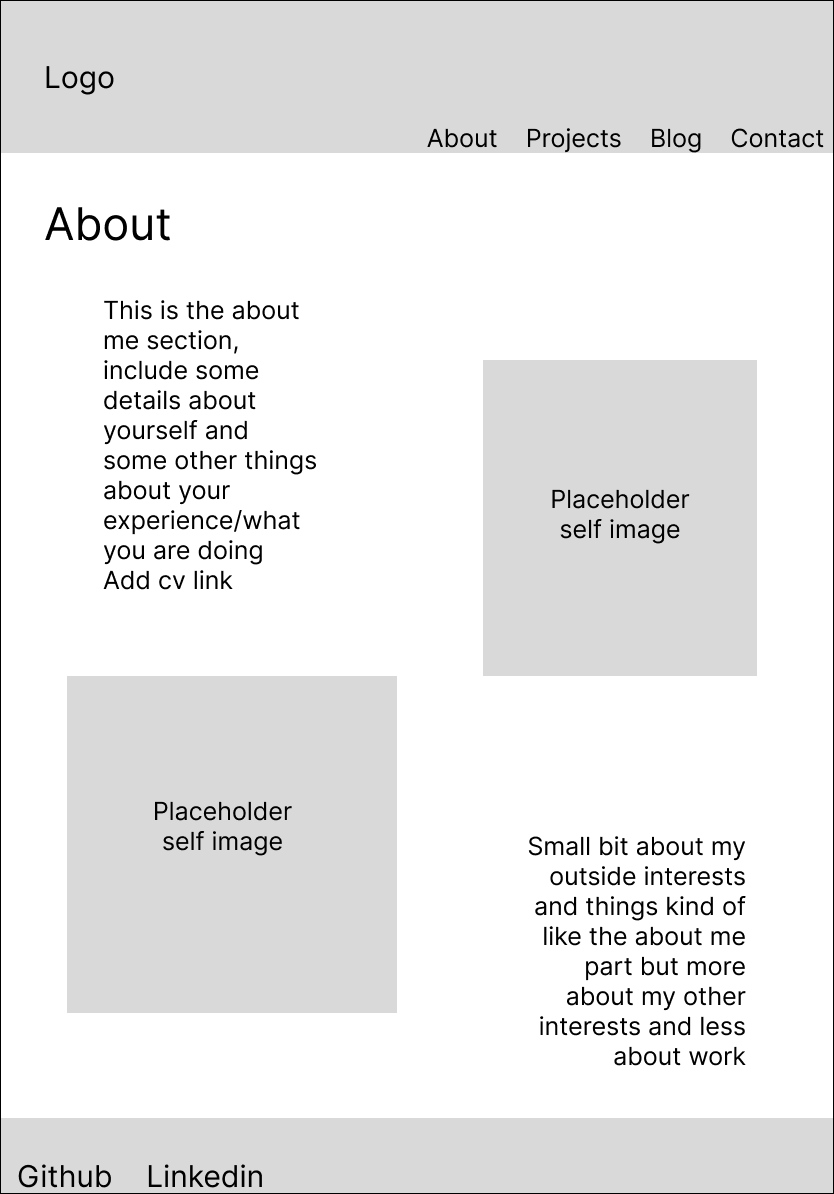 Logo
About Projects Blog Contact
About
This is the about
me section,
include some
details about
yourself and
some other things
about your
experience/what
you are doing
Add cv link
Placeholder
self image
Placeholder
self image
Small bit about my
outside interests
and things kind of
like the about me
part but more
about my other
interests and less
about work
Github Linkedin